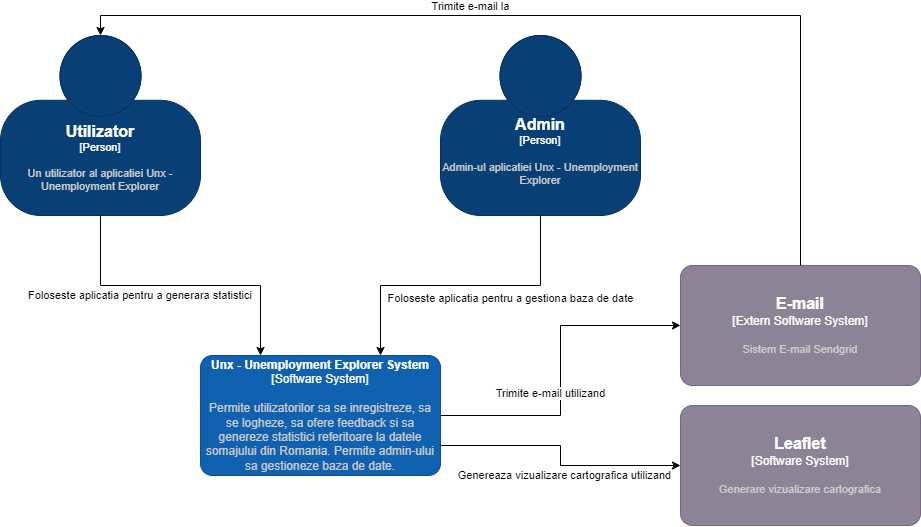 Trimite e-mail la
Utilizator
[Person]
Un utilizator al aplicatiei Unx -
Unemployment Explorer
Admin
[Person]
Admin-ul aplicatiei Unx - Unemployment
Explorer
Foloseste aplicatia pentru a generara statistici
Foloseste aplicatia pentru a gestiona baza de date
E-mail
[Extern Software System]
Sistem E-mail Sendgrid
Unx - Unemployment Explorer System
[Software System]
Permite utilizatorilor sa se inregistreze, sa
se logheze, sa ofere feedback si sa
genereze statistici referitoare la datele
somajului din Romania. Permite admin-ului
sa gestioneze baza de date.
Trimite e-mail utilizand
Genereaza vizualizare cartografica utilizand
Leaflet
[Software System]
Generare vizualizare cartografica